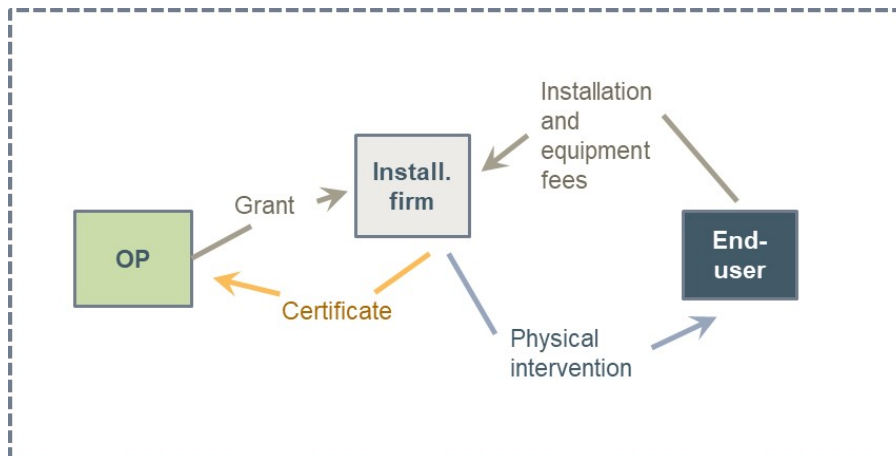 Installation
and
equipment
fees
Install.
firm
Grant
OP
End-
user
Certificate
Physical
intervention